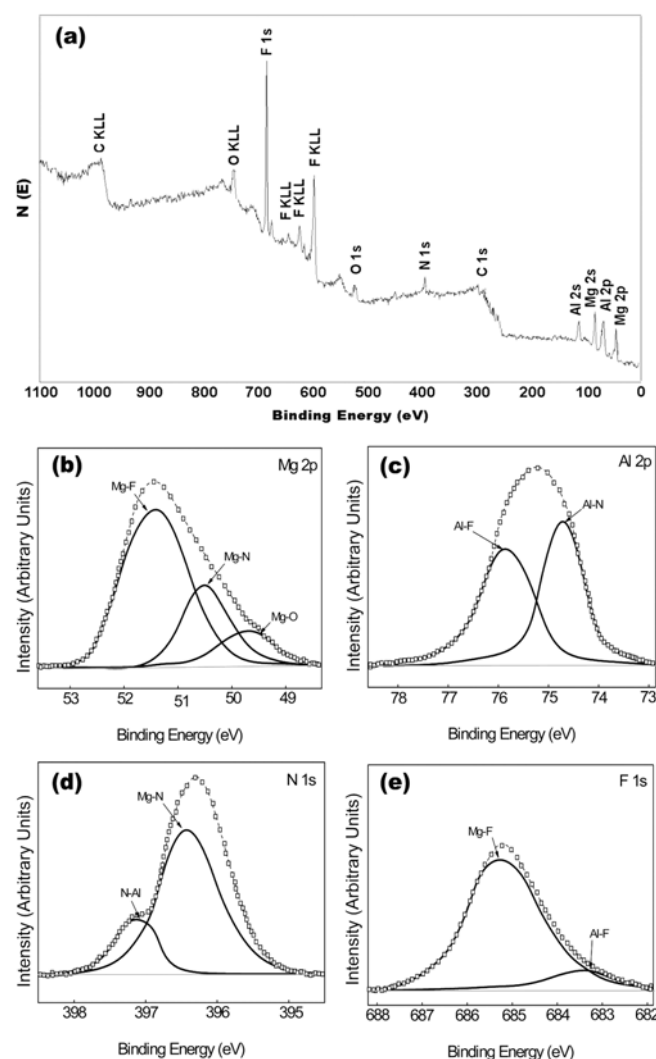 (a)
F 1s
C KLL
O KLL
F KLL
F KLL
F KLL
O 1s
N 1s
C 1s
Al 2s
Mg 2s
Al 2p
Mg 2p
N (E)
1100 1000 900 800 700 600 500 400 300 200 100 0
Binding Energy (eV)
(b) Mg 2p
Mg-F
Mg-N
Mg-O
Intensity (Arbitrary Units)
53 52 51 50 49
Binding Energy (eV)
(c) Al 2p
Al-N
Al-F
Intensity (Arbitrary Units)
78 77 76 75 74 73
Binding Energy (eV)
(d) N 1s
Mg-N
N-Al
Intensity (Arbitrary Units)
398 397 396 395
Binding Energy (eV)
(e) F 1s
Mg-F
Al-F
Intensity (Arbitrary Units)
688 687 686 685 684 683 682
Binding Energy (eV)